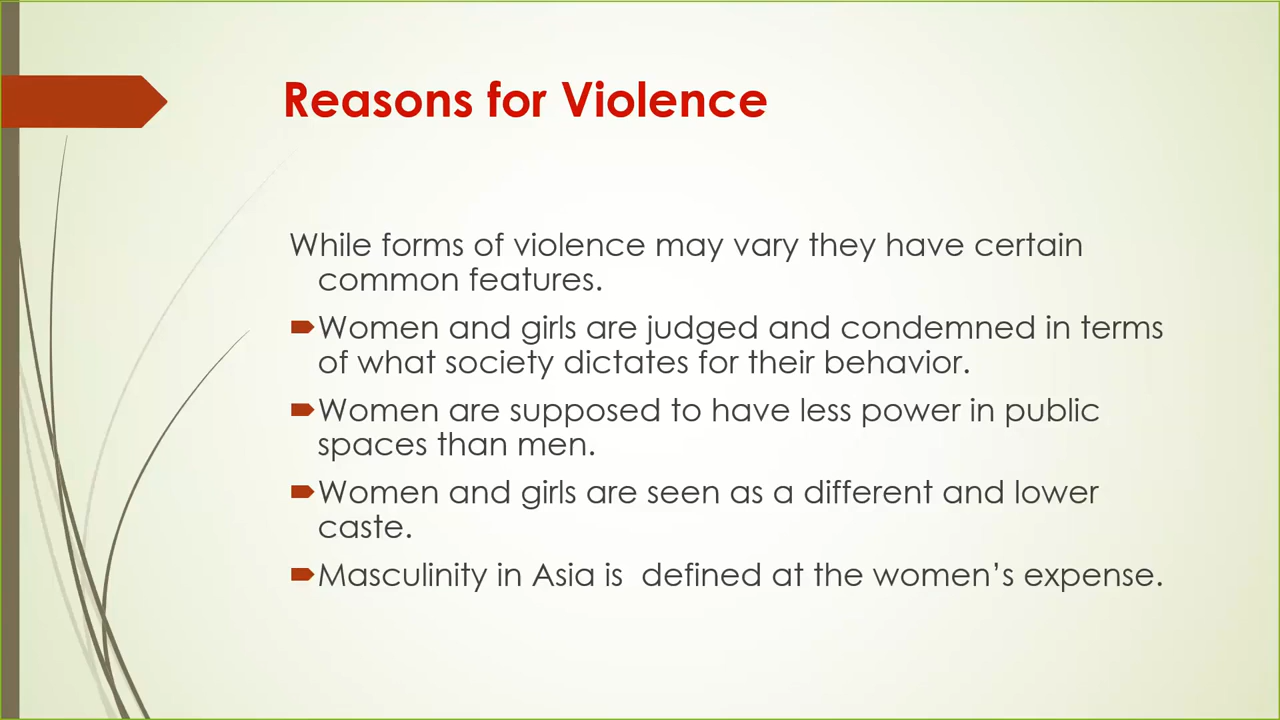 Reasons for Violence
While forms of violence may vary they have certain
common features.
Women and girls are judged and condemned in terms
of what society dictates for their behavior.
Women are supposed to have less power in public
spaces than men.
Women and girls are seen as a different and lower
caste.
Masculinity in Asia is  defined at the women’s expense.